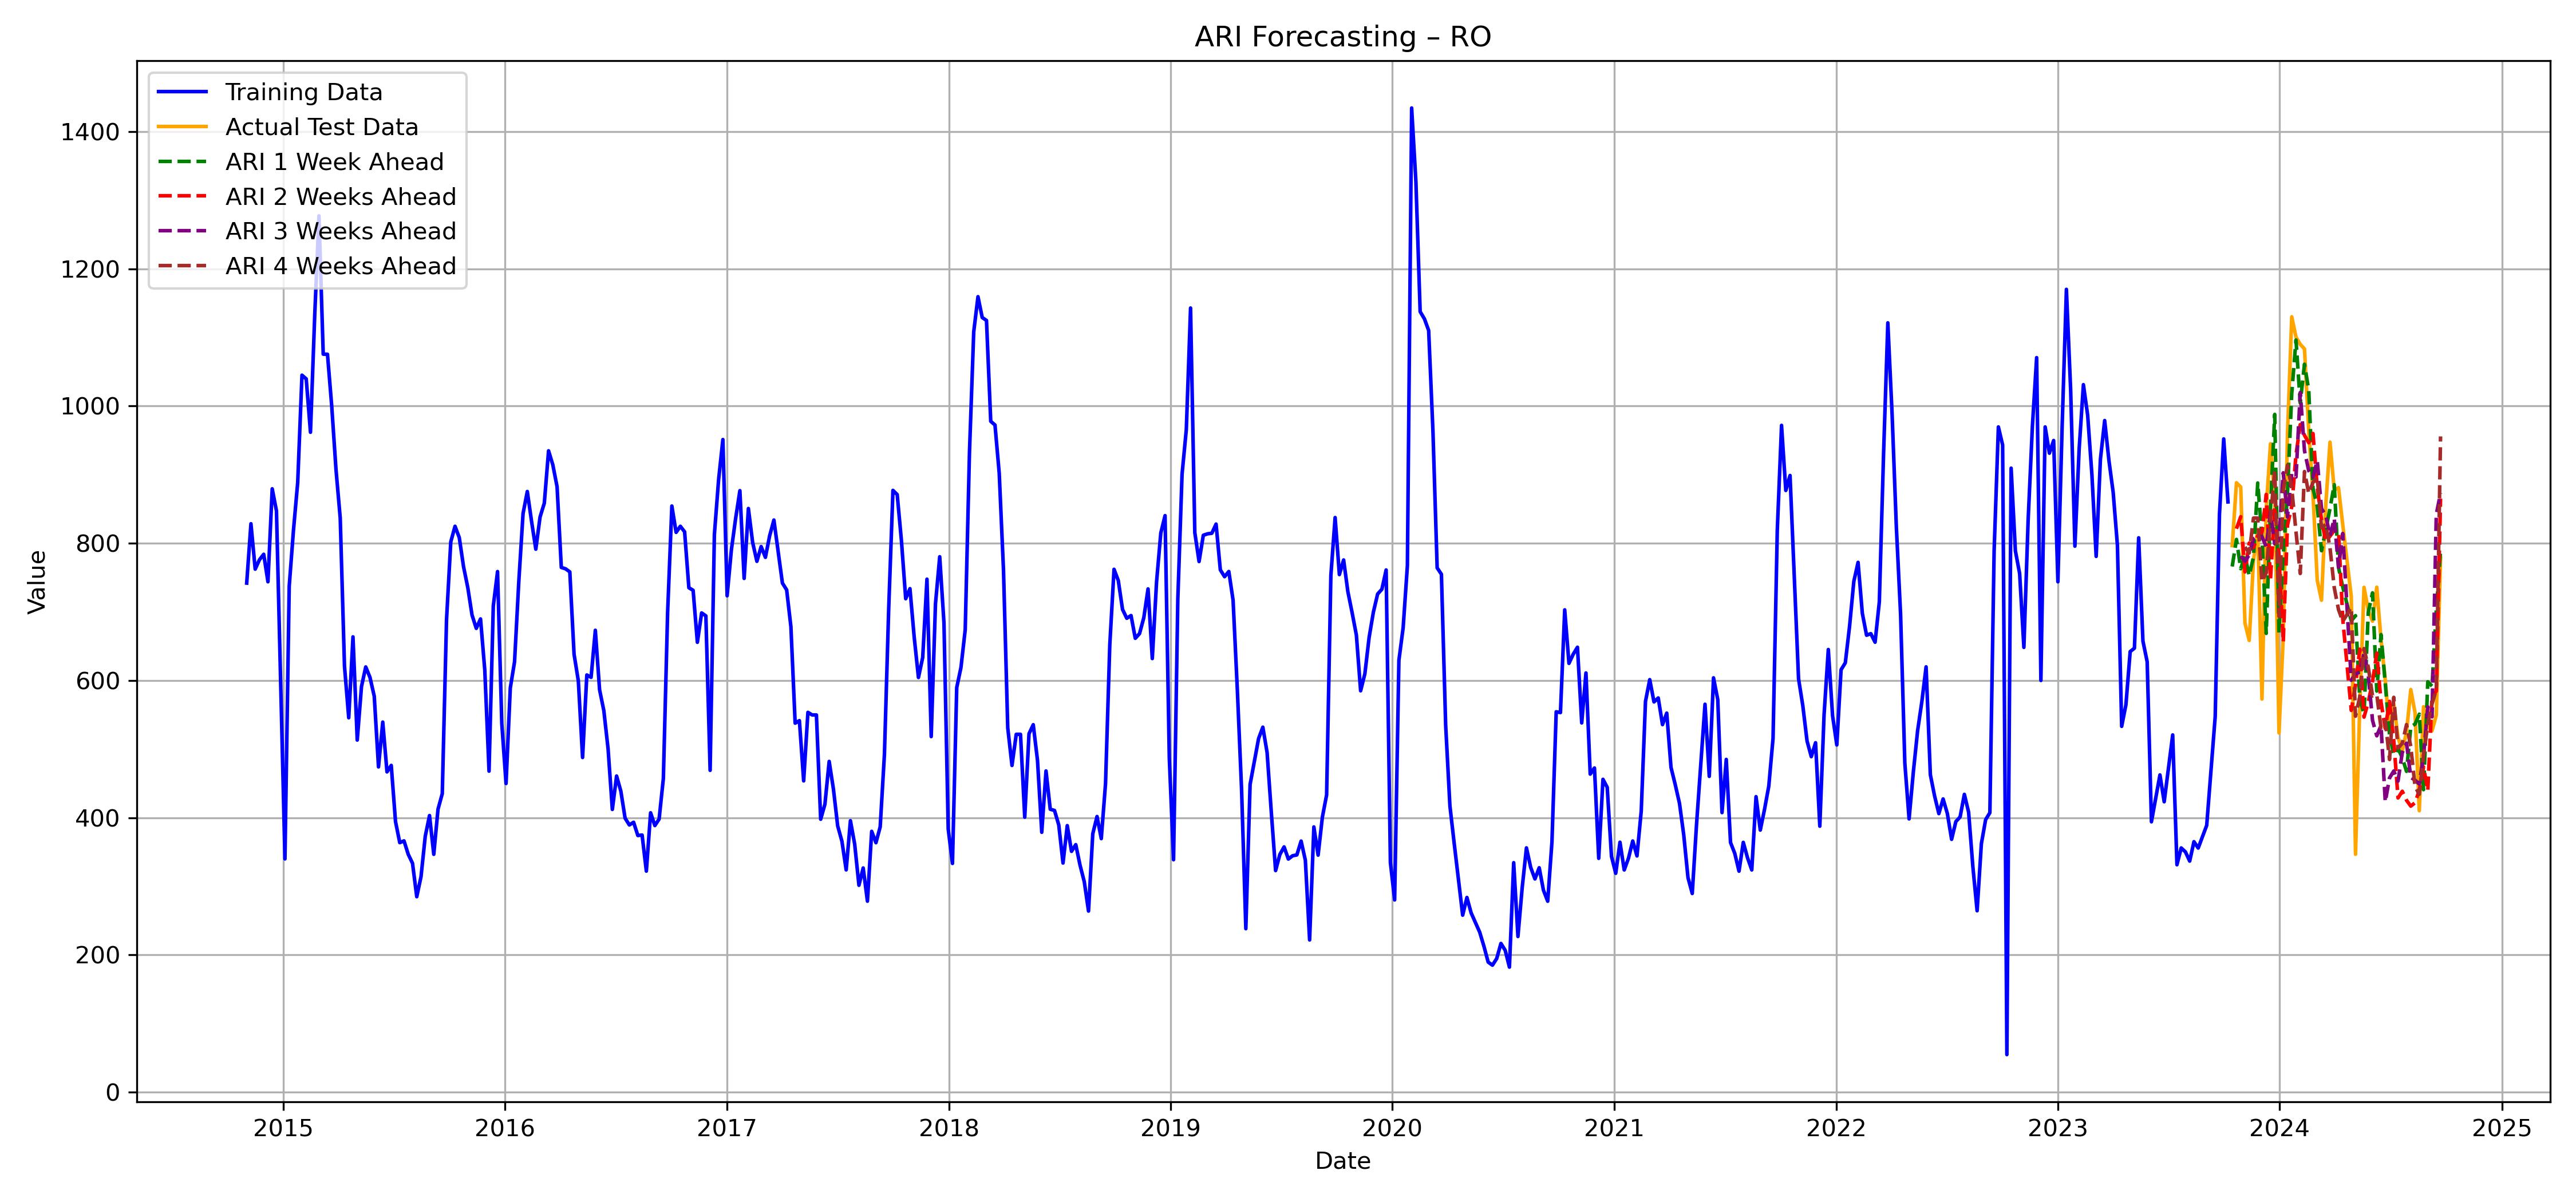 ARI Forecasting – RO
Training Data
Actual Test Data
ARI 1 Week Ahead
ARI 2 Weeks Ahead
ARI 3 Weeks Ahead
ARI 4 Weeks Ahead
1400
1200
1000
800
600
400
200
0
Value
2015 2016 2017 2018 2019 2020 2021 2022 2023 2024 2025
Date